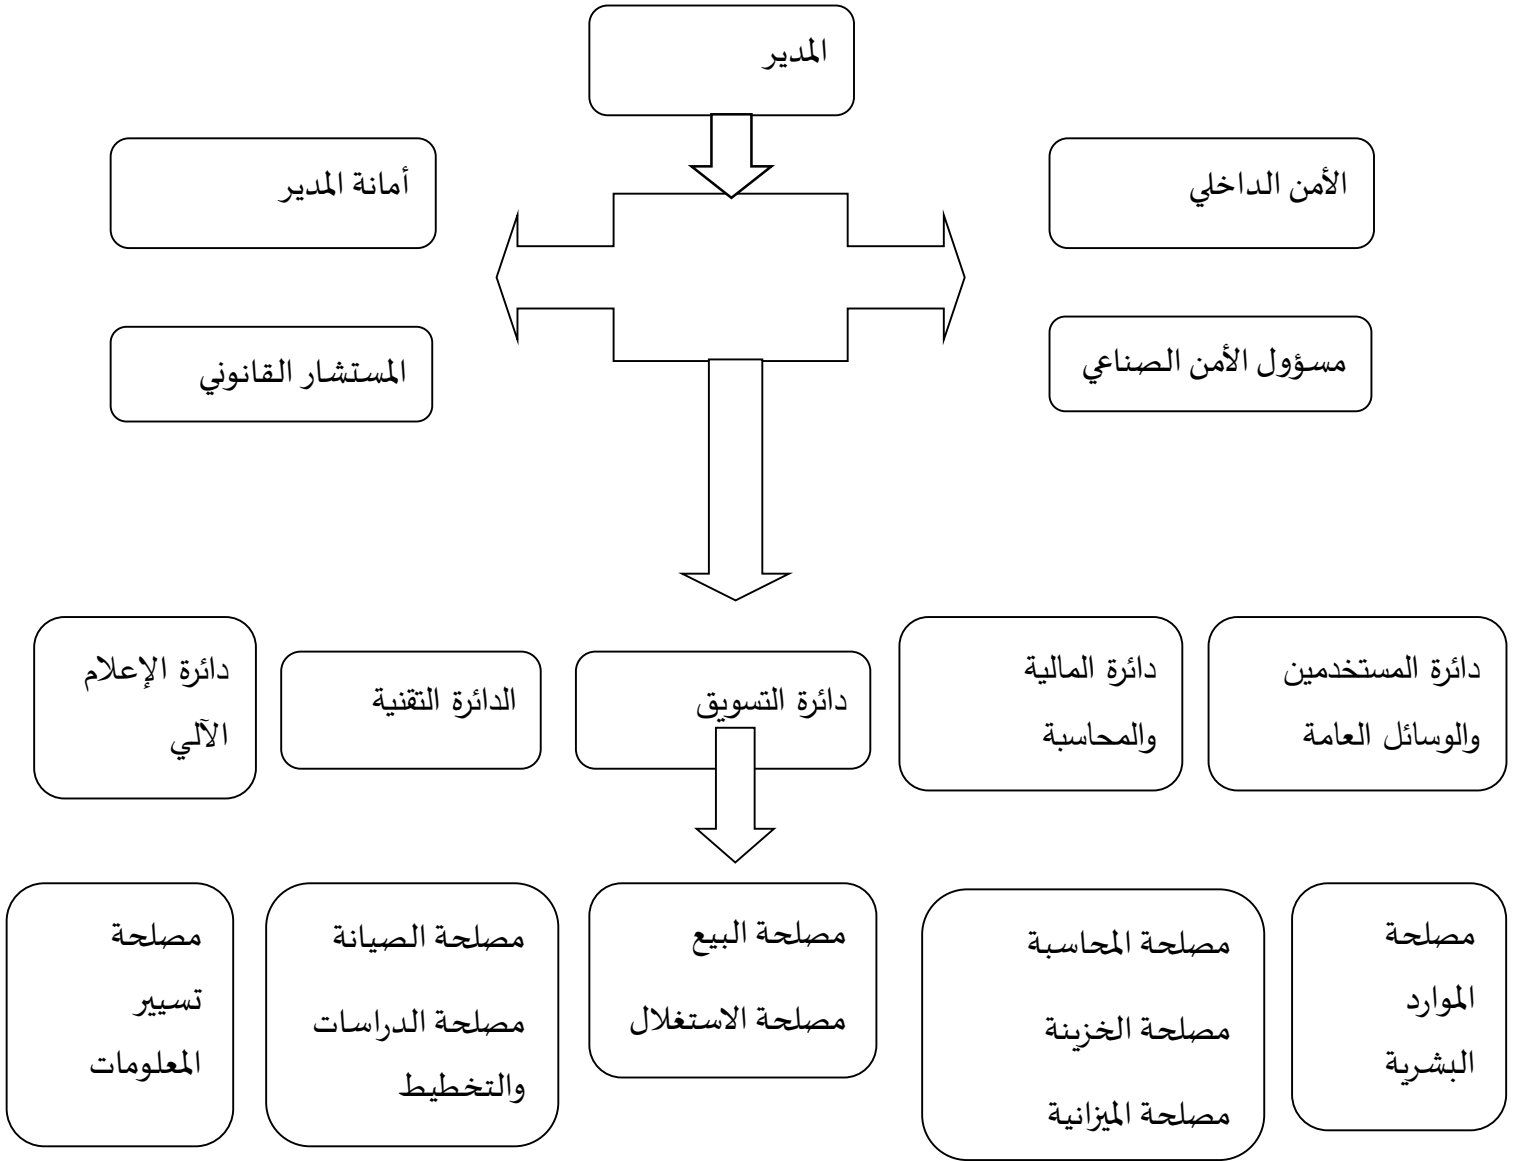 المدير
الأمن الداخلي
أمانة المدير
مسؤول الأمن الصناعي
المستشار القانوني
دائرة المستخدمين
والوسائل العامة
دائرة المالية
والمحاسبة
دائرة التسويق
الدائرة التقنية
دائرة الإعلام
الآلي
مصلحة
الموارد
البشرية
مصلحة المحاسبة
مصلحة الخزينة
مصلحة الميزانية
مصلحة البيع
مصلحة الاستغلال
مصلحة الصيانة
مصلحة الدراسات
والتخطيط
مصلحة
تسيير
المعلومات